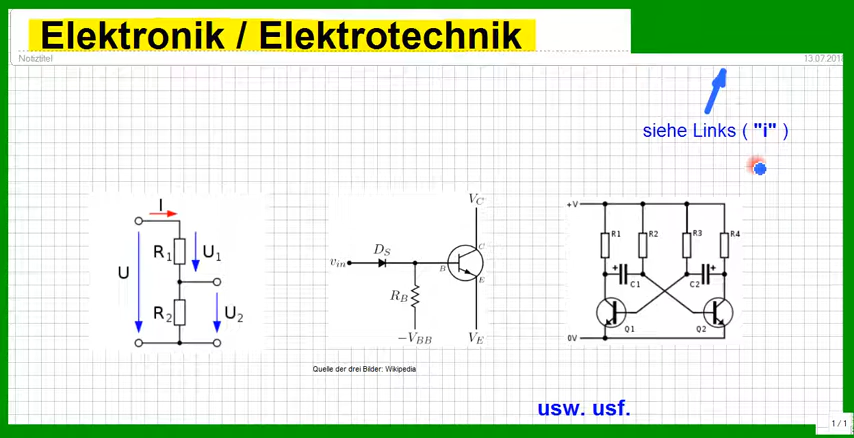 Elektronik / Elektrotechnik
Notiztitel
13.07.201
siehe Links ( "i" )
I
R1
U1
U
R2
U2
VC
DS
vin
C
B
E
RB
−VBB
VE
+V
R1
R2
R3
R4
+
+
C1
C2
Q1
Q2
0V
Quelle der drei Bilder: Wikipedia
usw. usf.
1 / 1